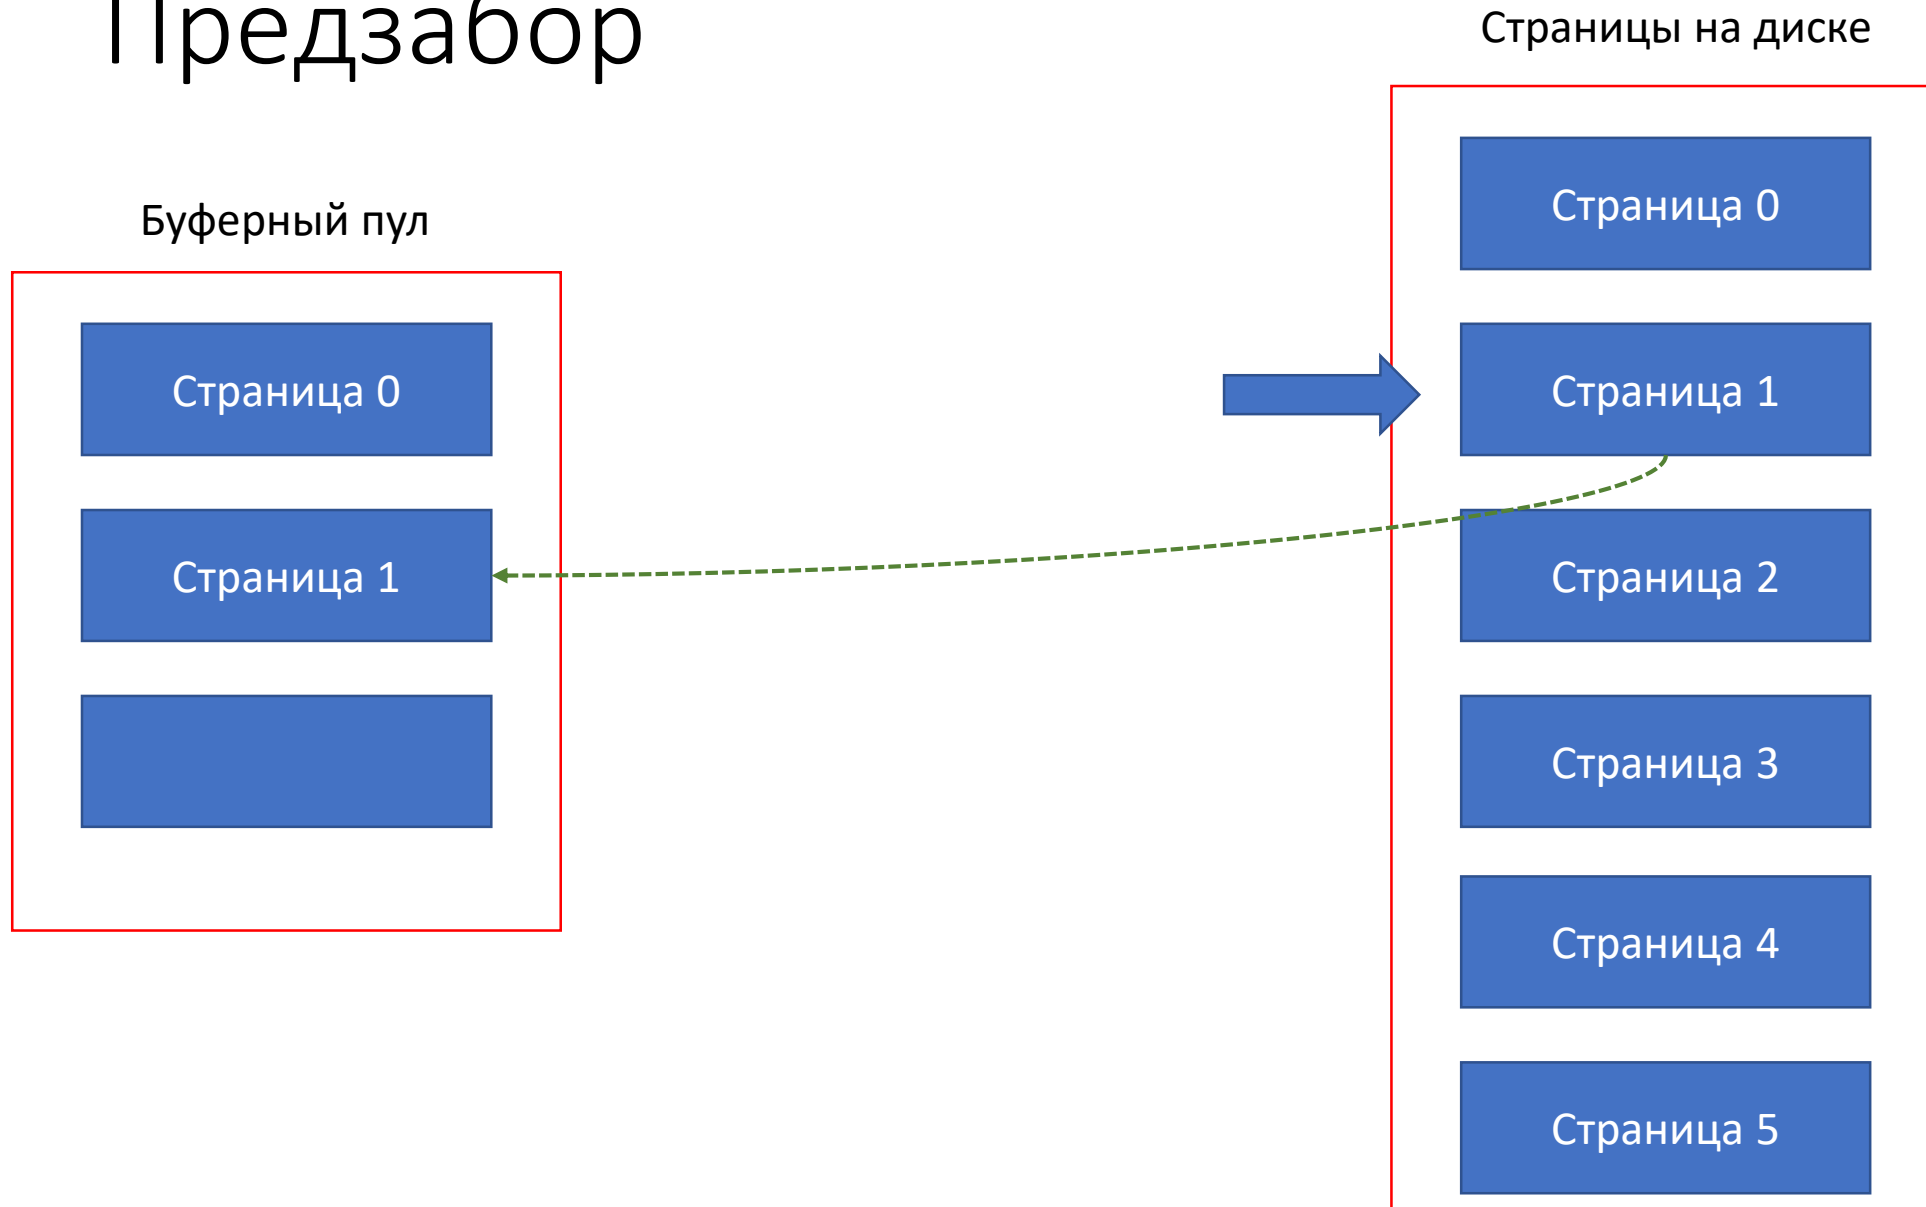 Предзабор
Страницы на диске
Буферный пул
Страница 0
Страница 1
Страница 0
Страница 1
Страница 2
Страница 3
Страница 4
Страница 5